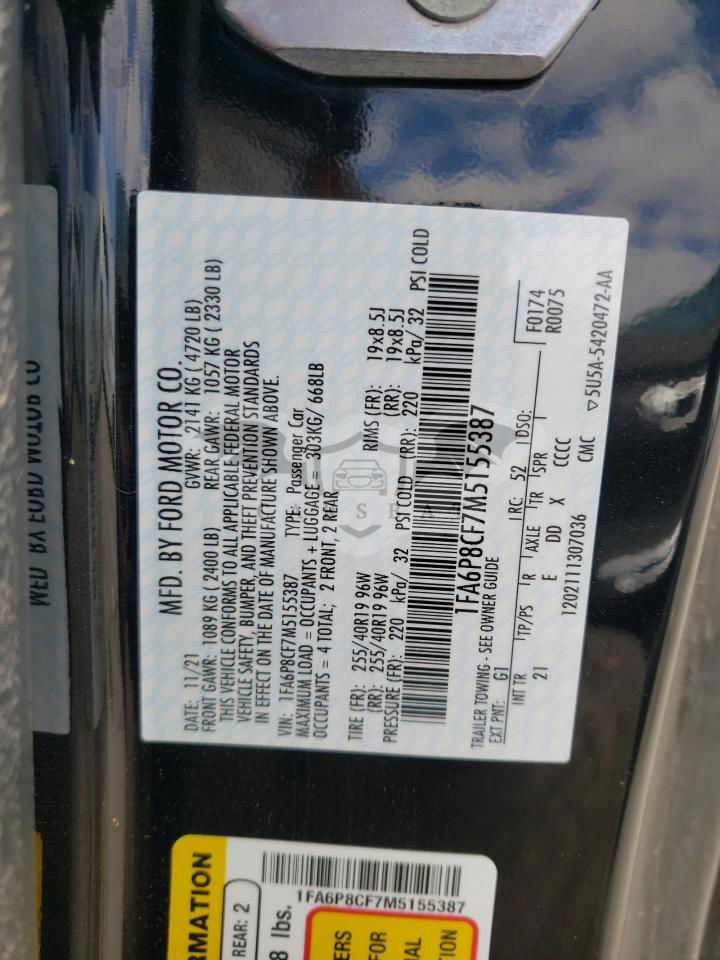 MFD. BY FORD MOTOR CO.
DATE: 11/21 GVWR: 2141 KG ( 4720 LB)
FRONT GAWR: 1089 KG ( 2400 LB) REAR GAWR: 1057 KG ( 2330 LB)
THIS VEHICLE CONFORMS TO ALL APPLICABLE FEDERAL MOTOR
VEHICLE SAFETY, BUMPER, AND THEFT PREVENTION STANDARDS
IN EFFECT ON THE DATE OF MANUFACTURE SHOWN ABOVE.
VIN: 1FA6P8CF7M5155387 TYPE: Passenger Car
MAXIMUM LOAD = OCCUPANTS + LUGGAGE = 303KG/ 668LB
OCCUPANTS = 4 TOTAL; 2 FRONT, 2 REAR
TIRE (FR): 255/40R19 96W RIMS (FR): 19x8.5J
(RR): 255/40R19 96W (RR): 19x8.5J
PRESSURE (FR): 220 kPa/ 32 PSI COLD (RR): 220 kPa/ 32 PSI COLD
1FA6P8CF7M5155387
TRAILER TOWING - SEE OWNER GUIDE
EXT PNT: G1 RC: 52 DSO: F0174
R0075
INT TR TP/PS R AXLE TR SPR
21 E DD X CCCC
1202111307036 CMC ▽5U5A-5420472-AA
RMATION
REAR: 2
1FA6P8CF7M5155387
8 lbs.
ERS
FOR
IAL
TION